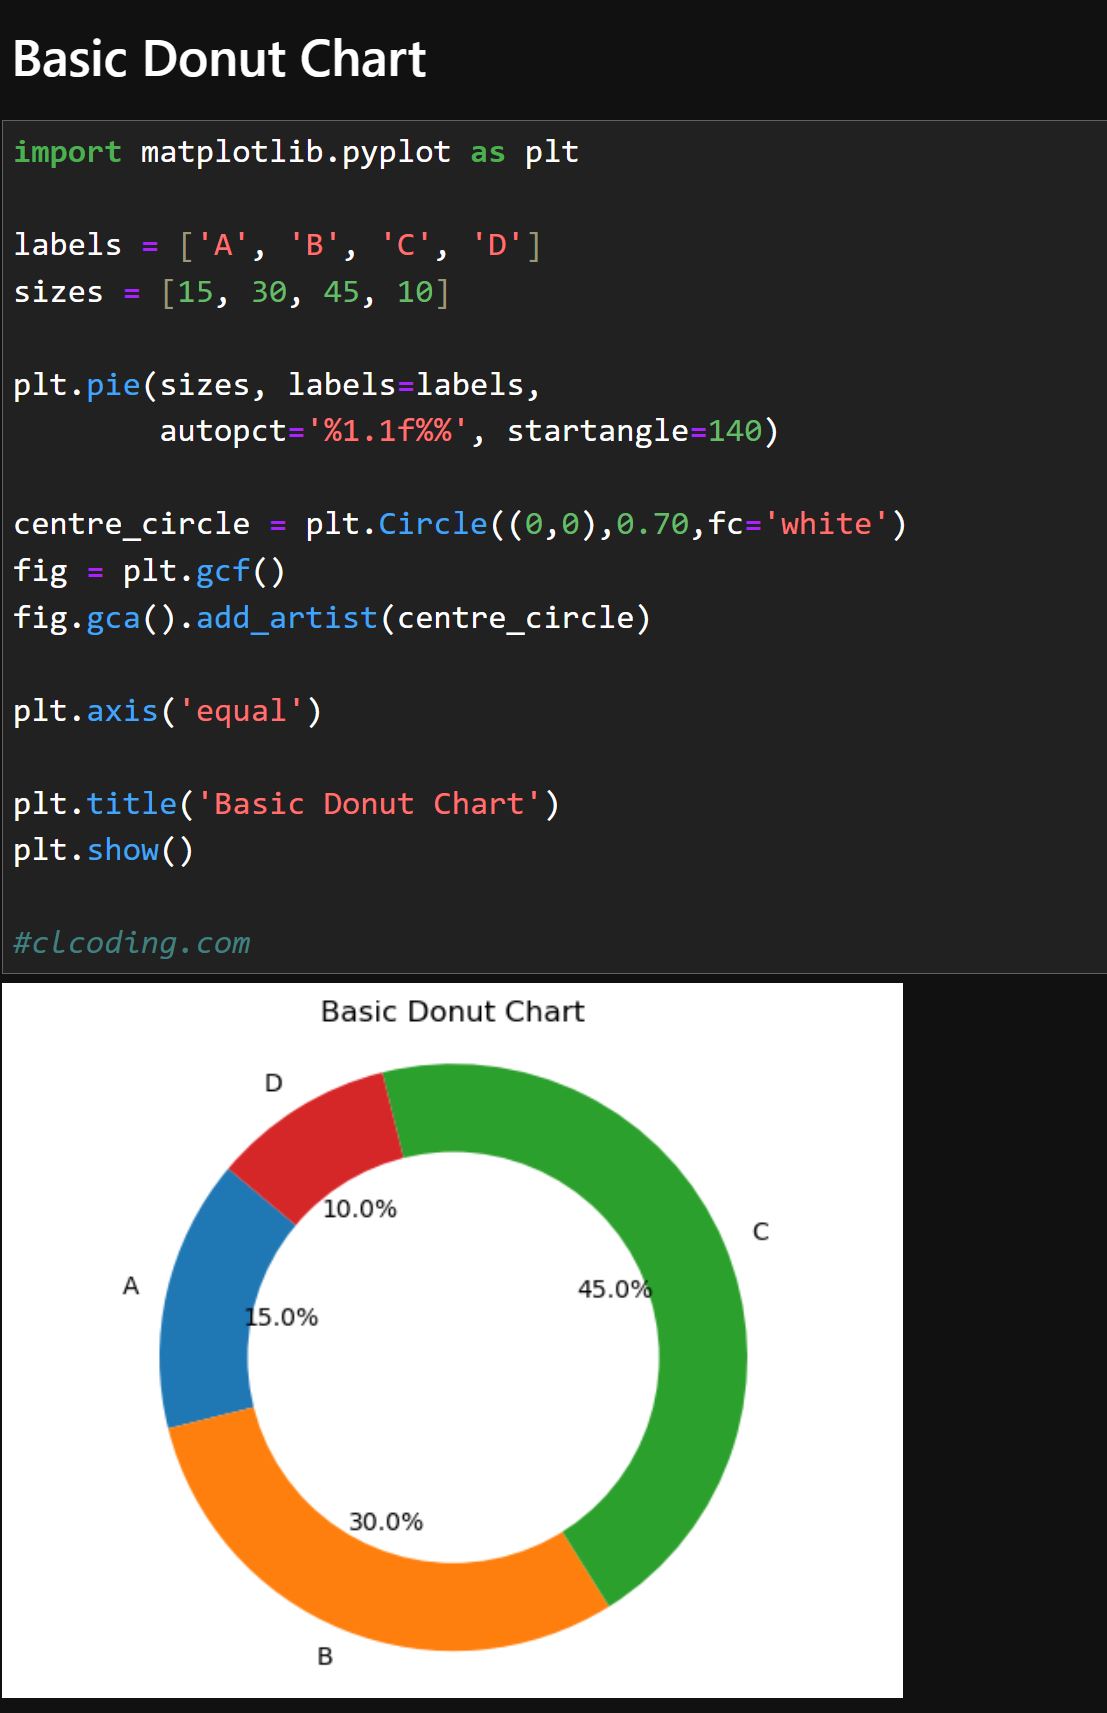 Basic Donut Chart
import matplotlib.pyplot as plt
labels = ['A', 'B', 'C', 'D']
sizes = [15, 30, 45, 10]
plt.pie(sizes, labels=labels,
        autopct='%1.1f%%', startangle=140)
centre_circle = plt.Circle((0,0),0.70,fc='white')
fig = plt.gcf()
fig.gca().add_artist(centre_circle)
plt.axis('equal')
plt.title('Basic Donut Chart')
plt.show()
#clcoding.com
Basic Donut Chart
D
10.0%
C
45.0%
A
15.0%
30.0%
B